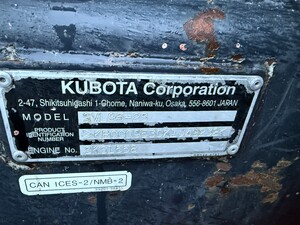 KUBOTA Corporation
2-47, Shikitsuhigashi 1-Chome, Naniwa-ku, Osaka, 556-8601 JAPAN
MODEL
PRODUCT
IDENTIFICATION
NUMBER
ENGINE No.
CAN ICES-2/NMB-2